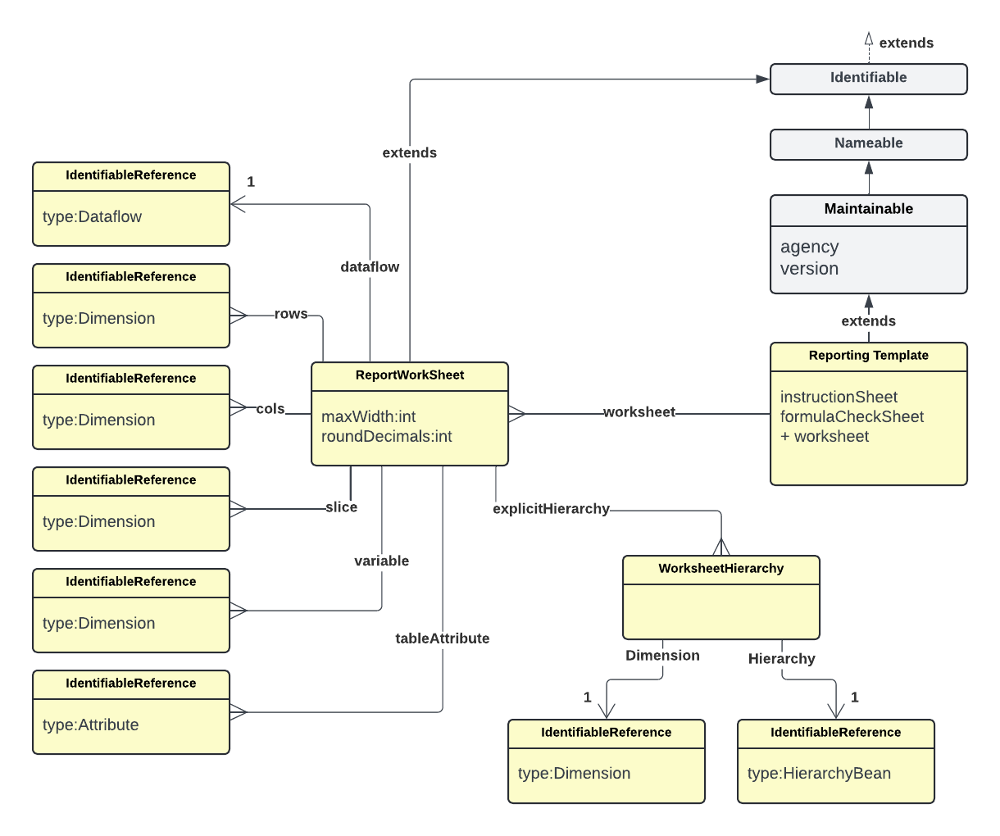 extends
Identifiable
Nameable
extends
IdentifiableReference
type:Dataflow
1
Maintainable
agency
version
dataflow
IdentifiableReference
type:Dimension
rows
extends
Reporting Template
instructionSheet
formulaCheckSheet
+ worksheet
IdentifiableReference
type:Dimension
cols
ReportWorkSheet
maxWidth:int
roundDecimals:int
worksheet
IdentifiableReference
type:Dimension
slice
explicitHierarchy
variable
WorksheetHierarchy
IdentifiableReference
type:Dimension
tableAttribute
Dimension
Hierarchy
IdentifiableReference
type:Attribute
1
1
IdentifiableReference
type:Dimension
IdentifiableReference
type:HierarchyBean